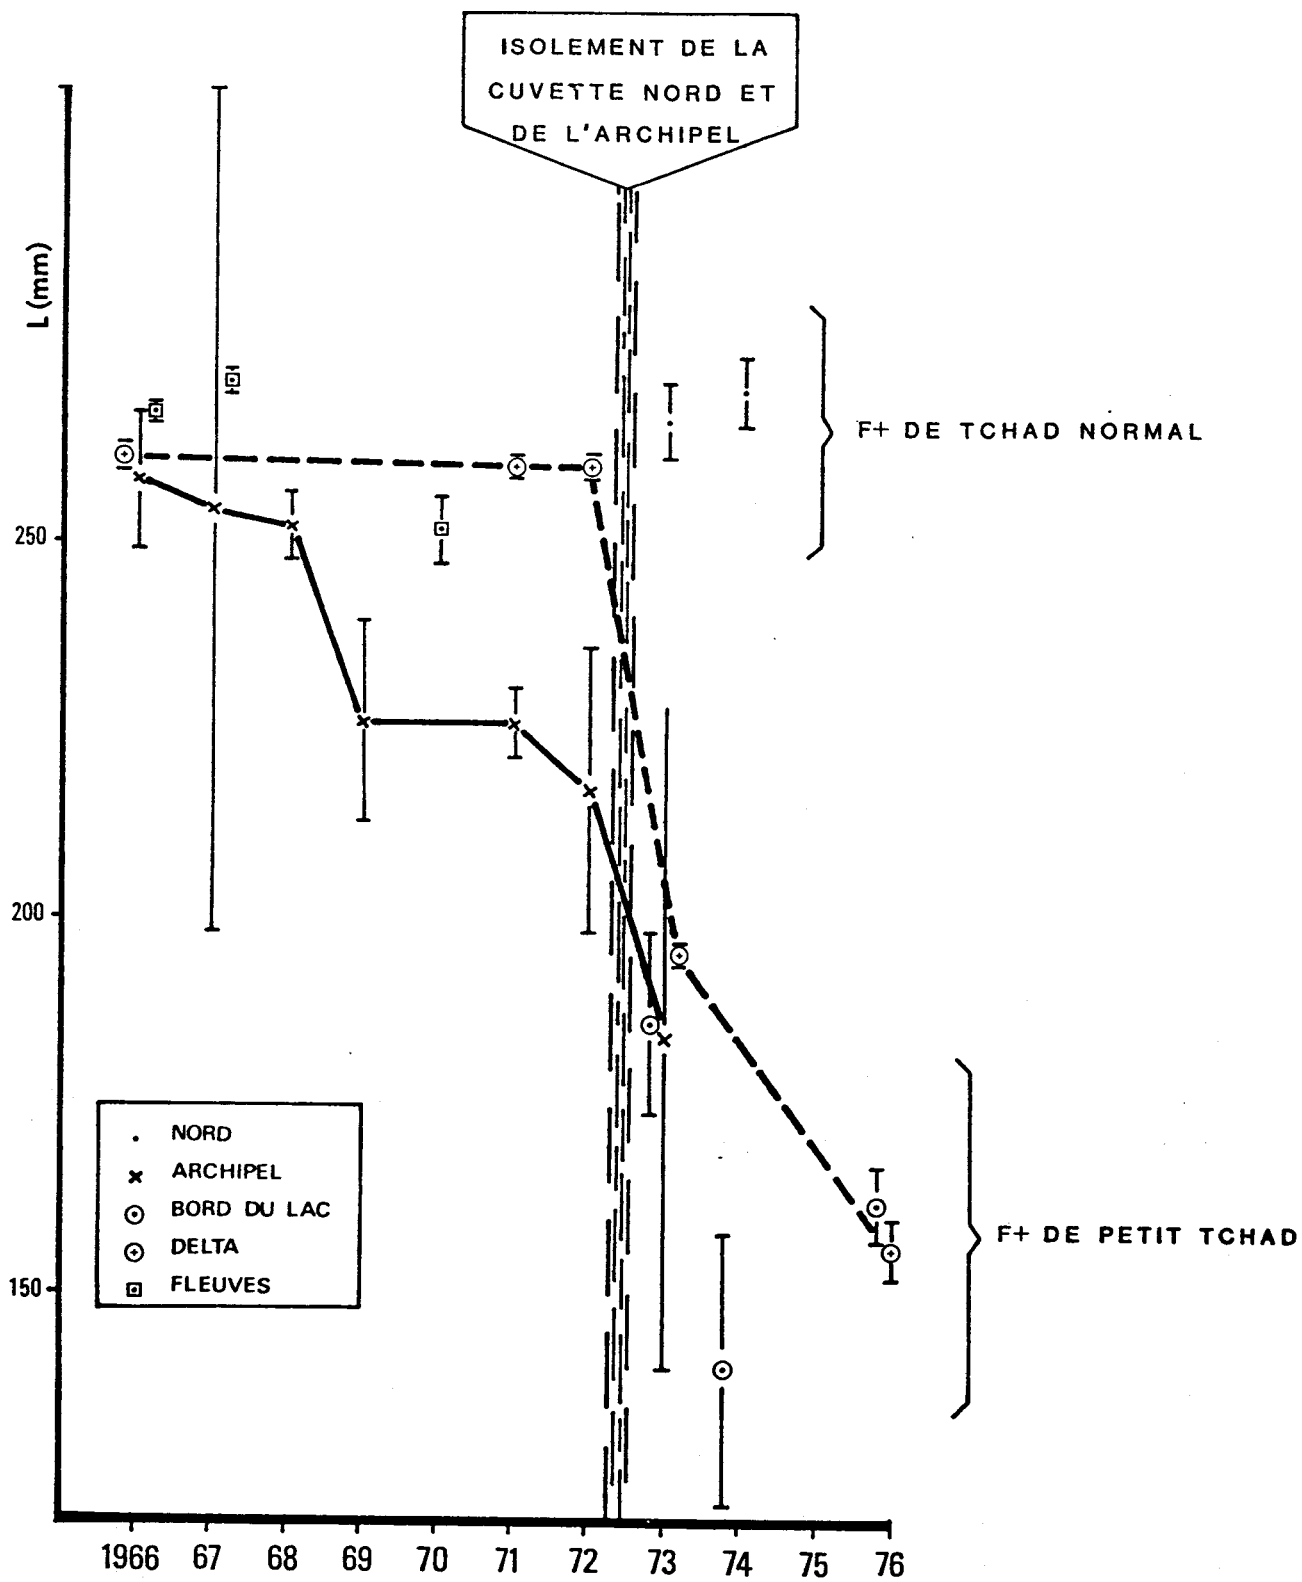 ISOLEMENT DE LA
CUVETTE NORD ET
DE L'ARCHIPEL
L (mm)
F+ DE TCHAD NORMAL
250
200
NORD
ARCHIPEL
BORD DU LAC
DELTA
FLEUVES
F+ DE PETIT TCHAD
150
1966 67 68 69 70 71 72 73 74 75 76